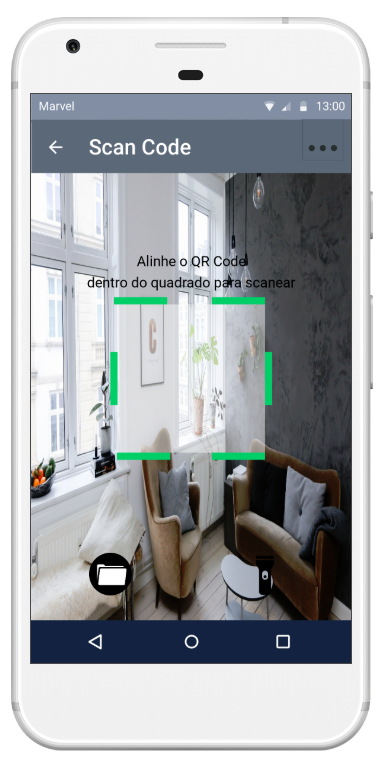 Marvel
13:00
Scan Code
Alinhe o QR Code
dentro do quadrado para scanear
C